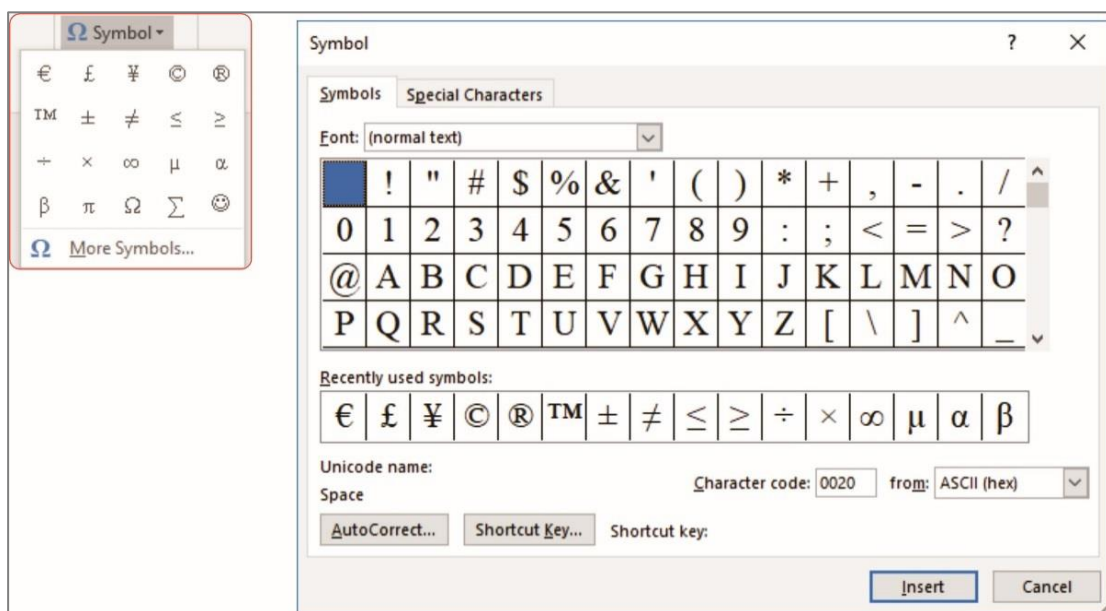 Ω Symbol
€ £ ¥ © ®
™ ± ≠ ≤ ≥
÷ × ∞ µ α
β π Ω ∑ ☺
Ω More Symbols...
Symbol ? ×
Symbols Special Characters
Font: (normal text)
! " # $ % & ' ( ) * + , - . /
0 1 2 3 4 5 6 7 8 9 : ; < = > ?
@ A B C D E F G H I J K L M N O
P Q R S T U V W X Y Z [ \ ] ^ _
Recently used symbols:
€ £ ¥ © ® ™ ± ≠ ≤ ≥ ÷ × ∞ µ α β
Unicode name:
Space
Character code: 0020 from: ASCII (hex)
AutoCorrect... Shortcut Key... Shortcut key:
Insert Cancel